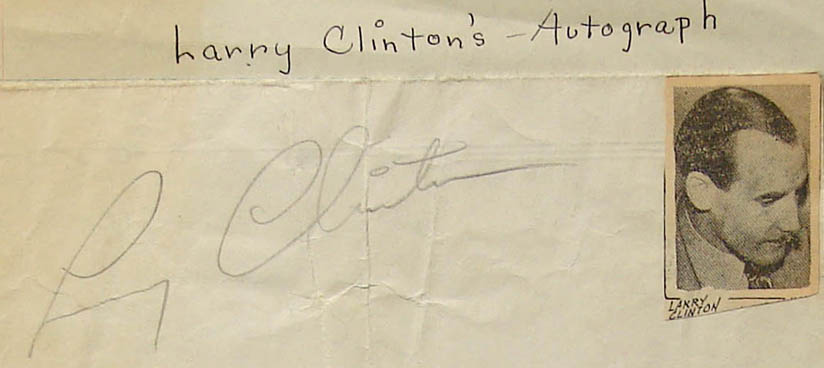 Larry Clinton's - Autograph
Larry Clinton
LARRY
CLINTON